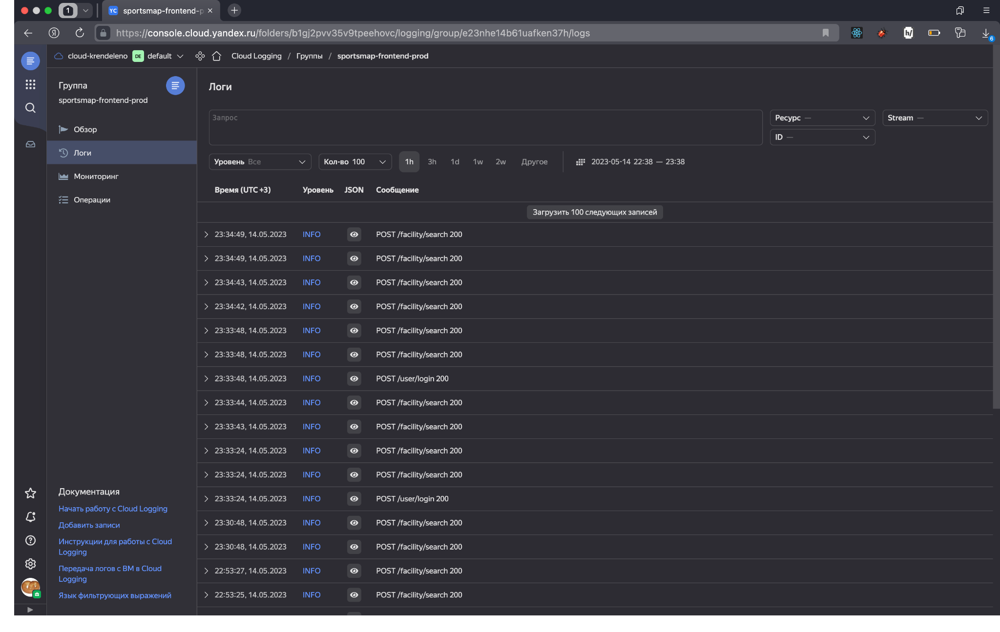 1
YC sportsmap-frontend-p
Я
https://console.cloud.yandex.ru/folders/b1gj2pvv35v9tpeehovc/logging/group/e23nhe14b61uafken37h/logs
h/
6
cloud-krendeleno DE default Cloud Logging / Группы / sportsmap-frontend-prod
Группа
sportsmap-frontend-prod
Обзор
Логи
Мониторинг
Операции
Документация
Начать работу с Cloud Logging
Добавить записи
Инструкции для работы с Cloud
Logging
Передача логов с ВМ в Cloud
Logging
Язык фильтрующих выражений
Логи
Запрос
Ресурс — Stream —
ID —
Уровень Все Кол-во 100 1h 3h 1d 1w 2w Другое 2023-05-14 22:38 — 23:38
Время (UTC +3) Уровень JSON Сообщение
Загрузить 100 следующих записей
23:34:49, 14.05.2023 INFO POST /facility/search 200
23:34:49, 14.05.2023 INFO POST /facility/search 200
23:34:43, 14.05.2023 INFO POST /facility/search 200
23:34:42, 14.05.2023 INFO POST /facility/search 200
23:33:48, 14.05.2023 INFO POST /facility/search 200
23:33:48, 14.05.2023 INFO POST /facility/search 200
23:33:48, 14.05.2023 INFO POST /user/login 200
23:33:44, 14.05.2023 INFO POST /facility/search 200
23:33:43, 14.05.2023 INFO POST /facility/search 200
23:33:24, 14.05.2023 INFO POST /facility/search 200
23:33:24, 14.05.2023 INFO POST /facility/search 200
23:33:24, 14.05.2023 INFO POST /user/login 200
23:30:48, 14.05.2023 INFO POST /facility/search 200
23:30:48, 14.05.2023 INFO POST /facility/search 200
22:53:27, 14.05.2023 INFO POST /facility/search 200
22:53:25, 14.05.2023 INFO POST /facility/search 200